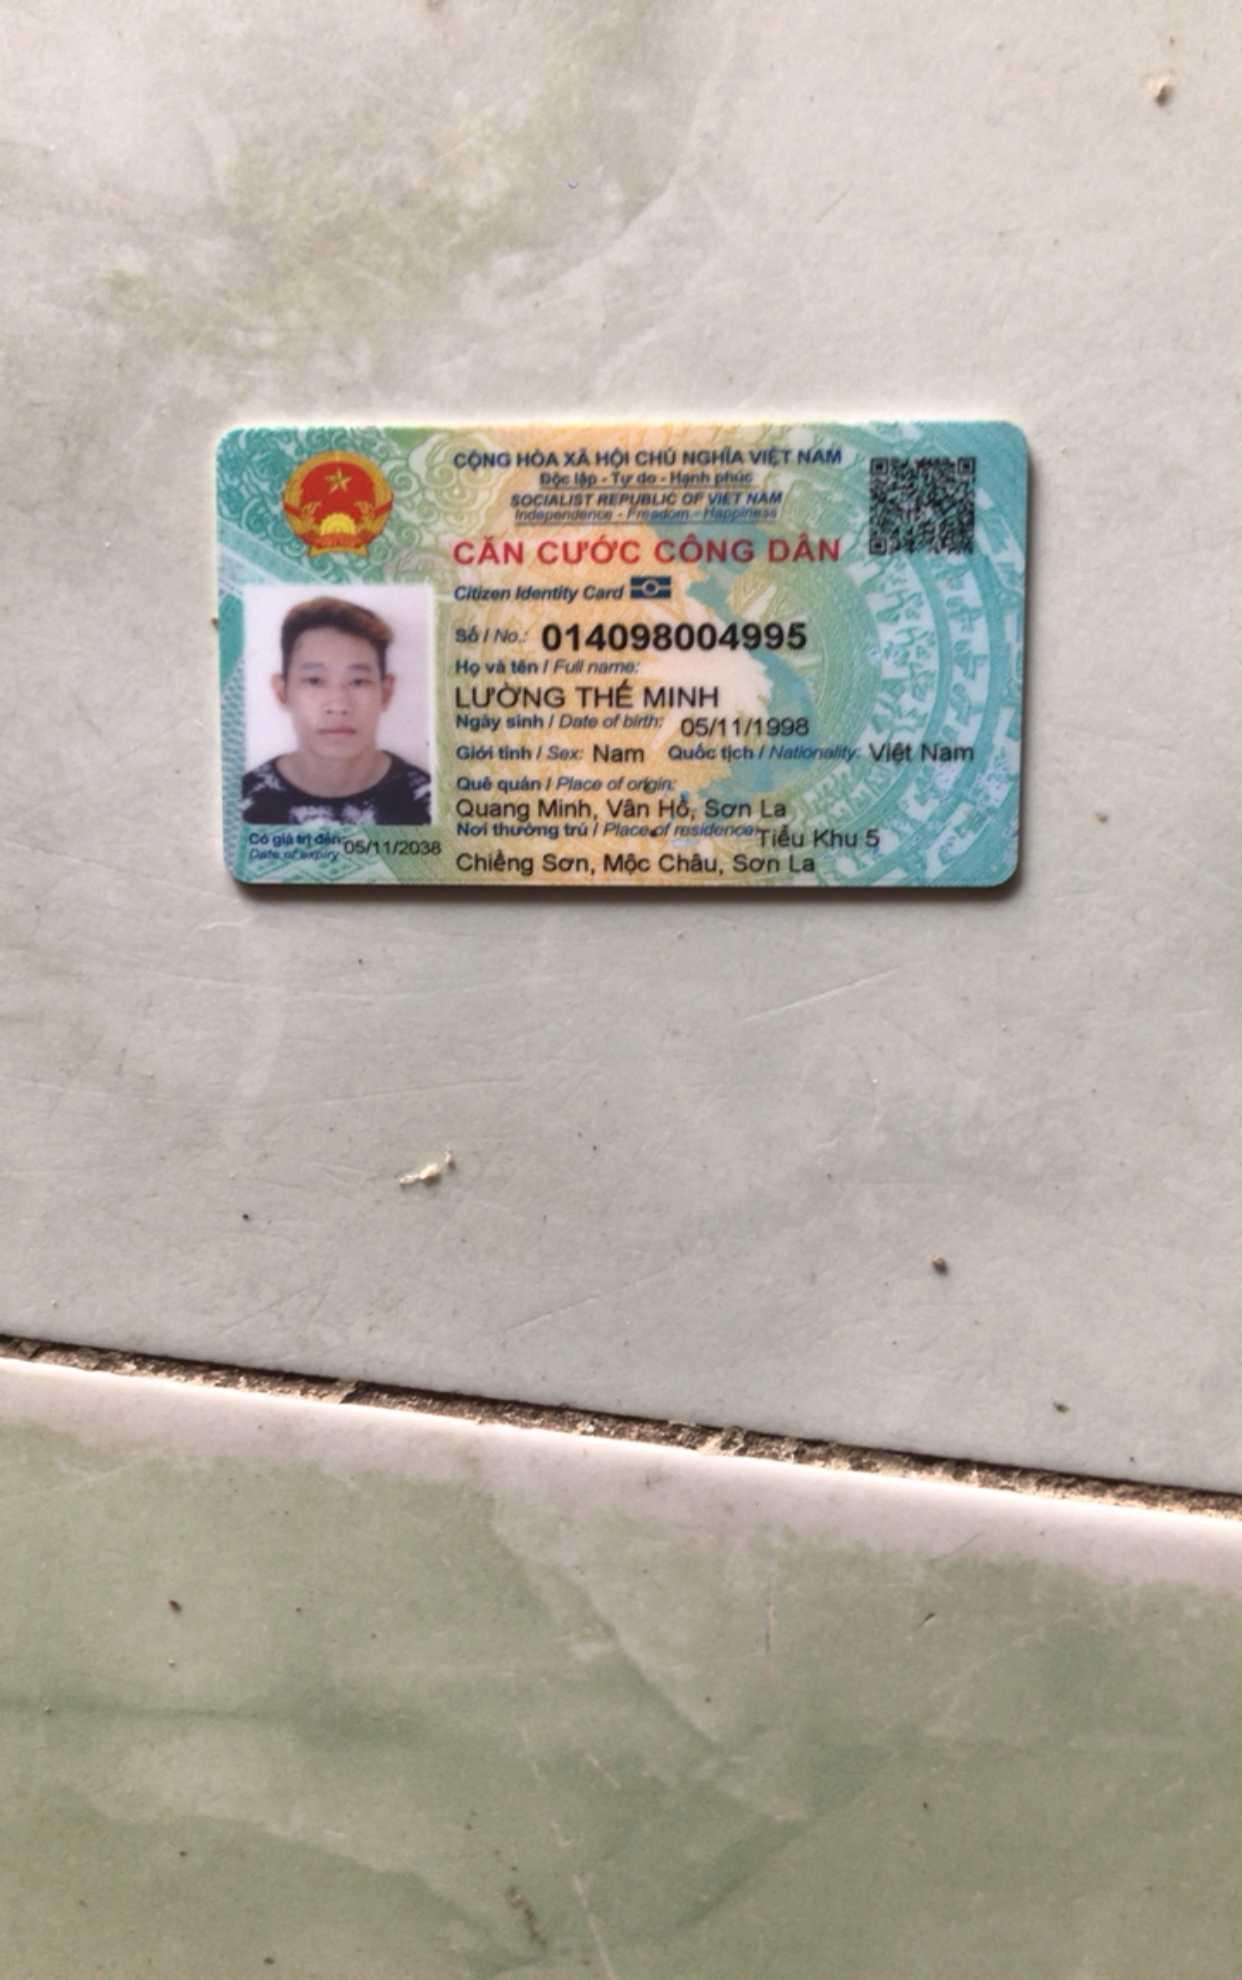 CỘNG HÒA XÃ HỘI CHỦ NGHĨA VIỆT NAM
Độc lập - Tự do - Hạnh phúc
SOCIALIST REPUBLIC OF VIET NAM
Independence - Freedom - Happiness
CĂN CƯỚC CÔNG DÂN
Citizen Identity Card
Số / No.: 014098004995
Họ và tên / Full name:
LƯỜNG THẾ MINH
Ngày sinh / Date of birth: 05/11/1998
Giới tính / Sex: Nam Quốc tịch / Nationality: Việt Nam
Quê quán / Place of origin:
Quang Minh, Vân Hồ, Sơn La
Nơi thường trú / Place of residence: Tiểu Khu 5
Chiềng Sơn, Mộc Châu, Sơn La
Có giá trị đến: 05/11/2038
Date of expiry